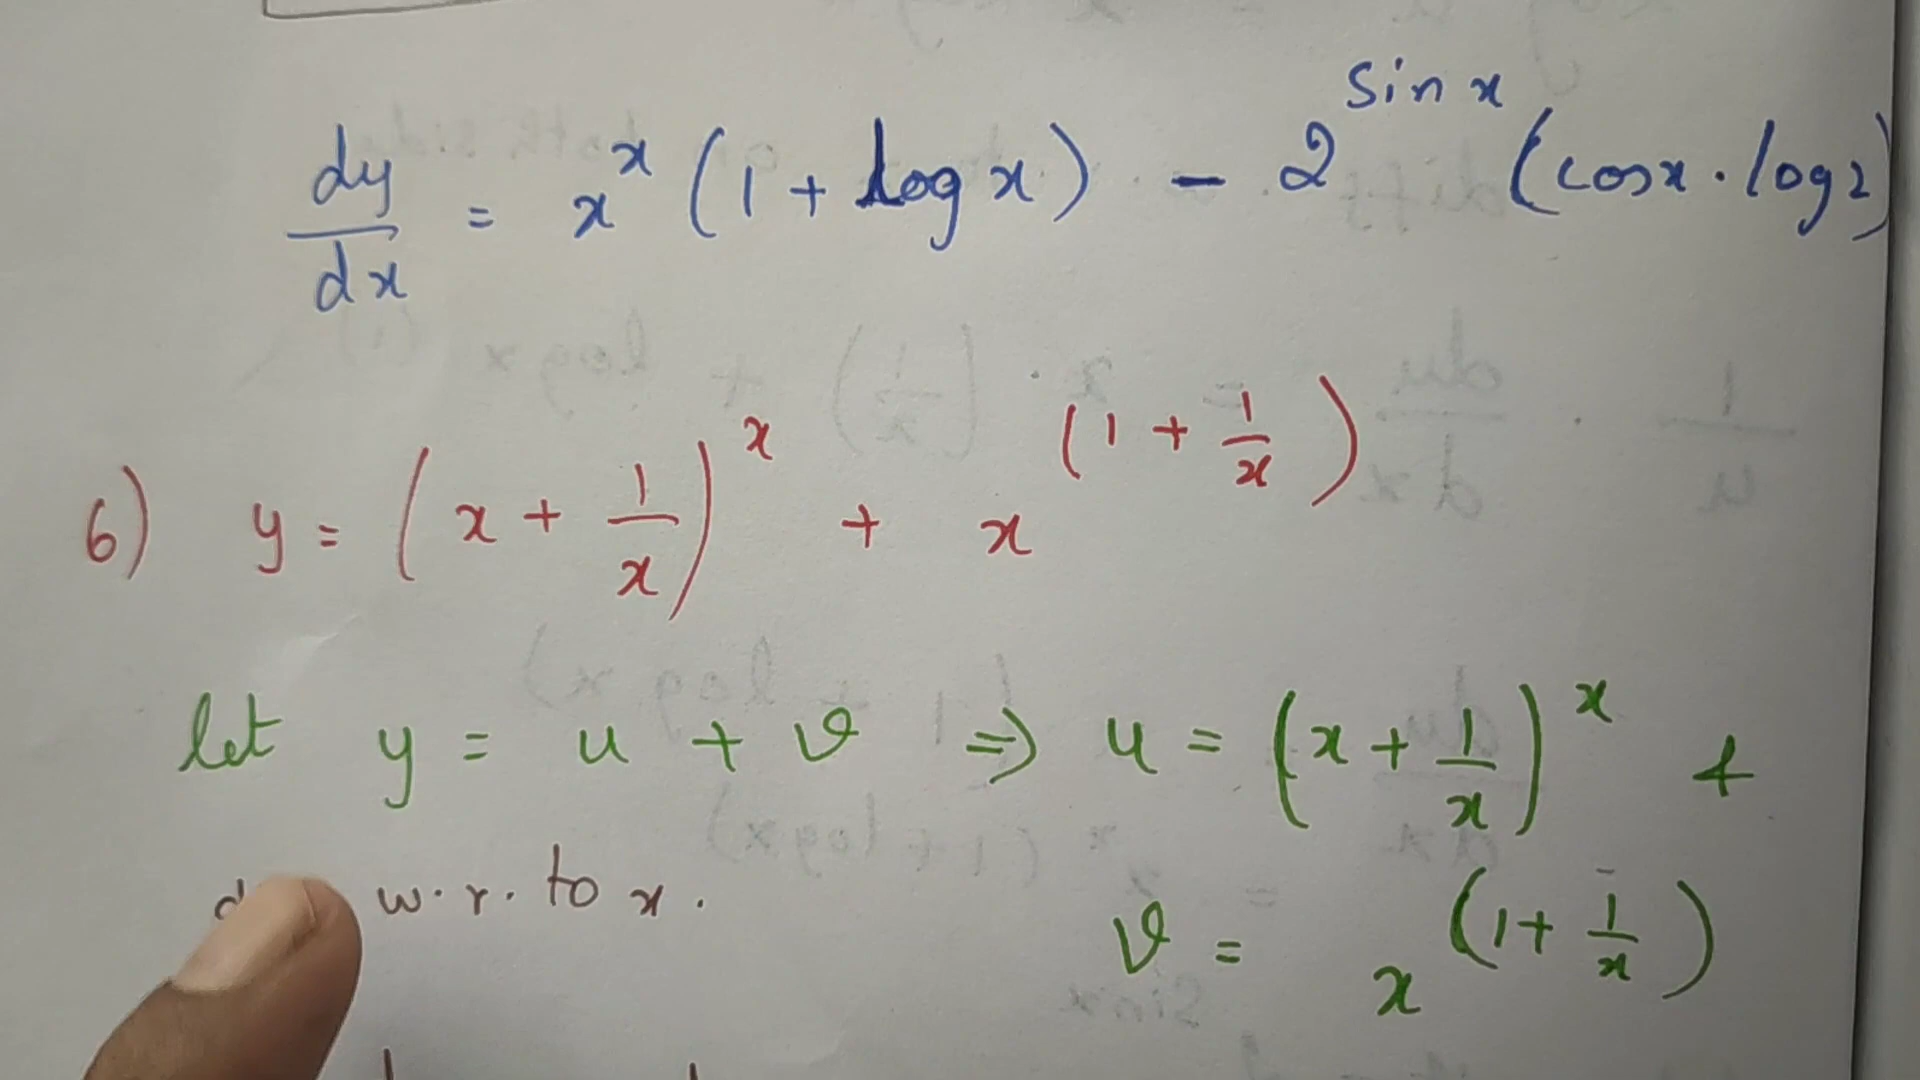 dy/dx = x^x (1 + log x) - 2^(sin x) (cos x . log 2)
6) y = (x + 1/x)^x + x^(1 + 1/x)
let y = u + v ⇒ u = (x + 1/x)^x &
w.r. to x.
v = x^(1 + 1/x)